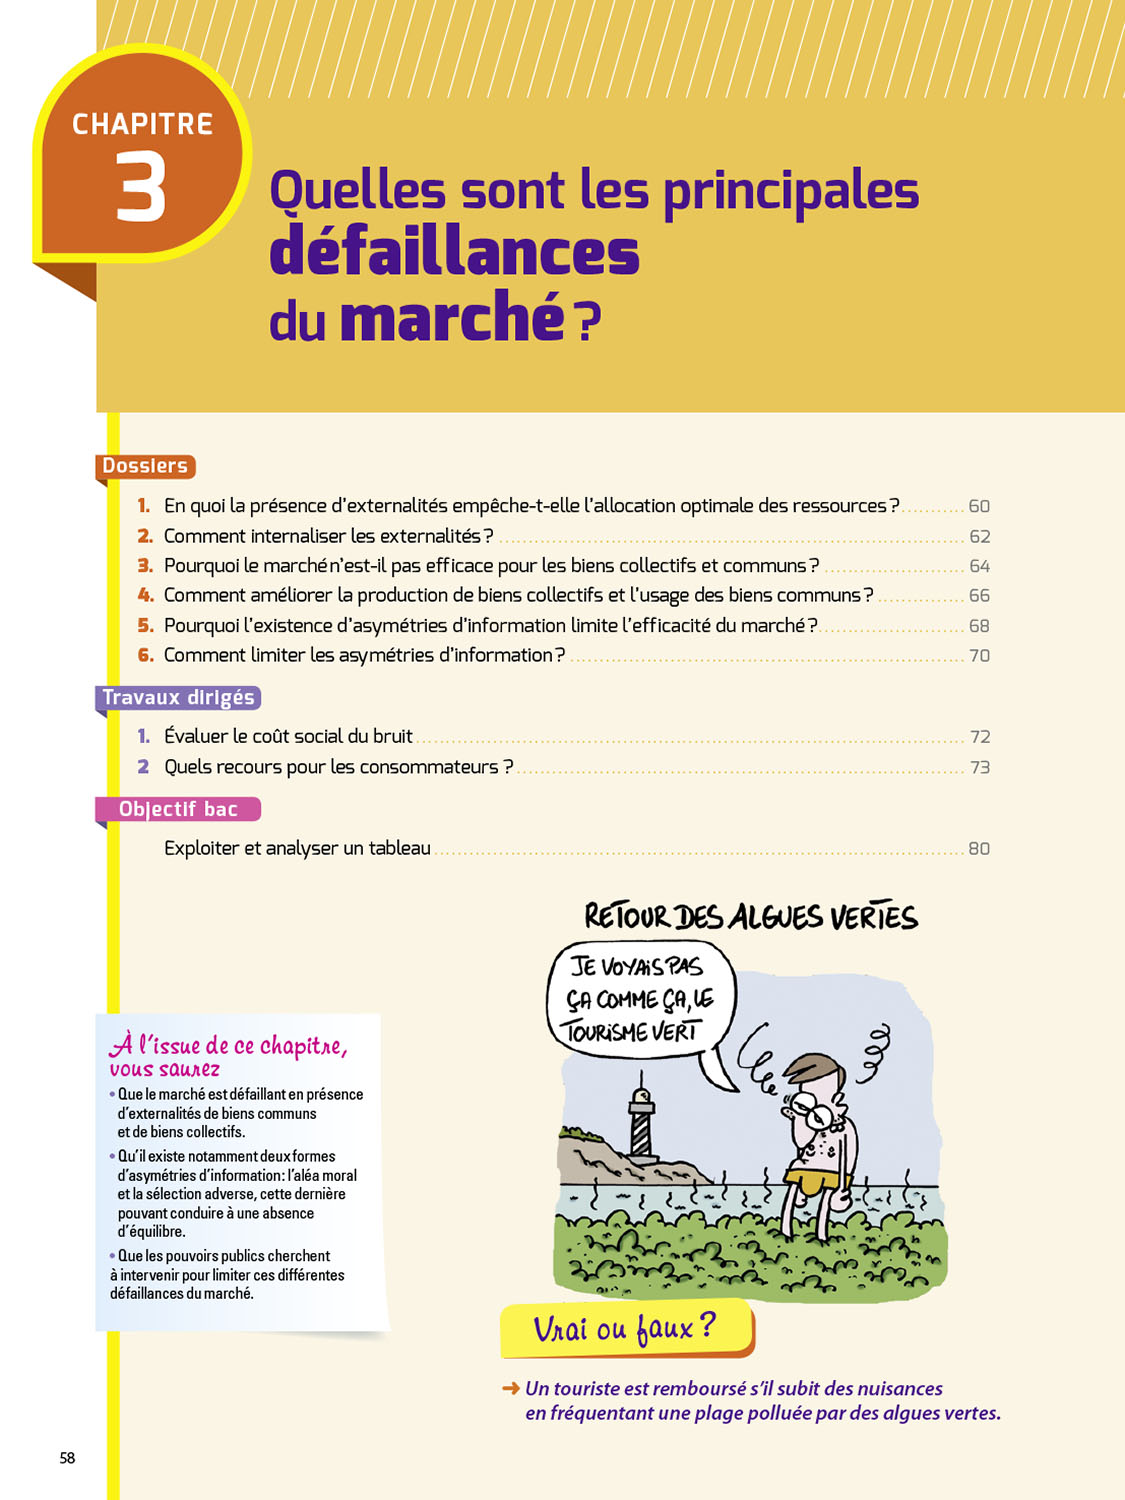 CHAPITRE
3
Quelles sont les principales
défaillances
du marché ?
Dossiers
1. En quoi la présence d'externalités empêche-t-elle l'allocation optimale des ressources ? 60
2. Comment internaliser les externalités ? 62
3. Pourquoi le marché n'est-il pas efficace pour les biens collectifs et communs ? 64
4. Comment améliorer la production de biens collectifs et l'usage des biens communs ? 66
5. Pourquoi l'existence d'asymétries d'information limite l'efficacité du marché ? 68
6. Comment limiter les asymétries d'information ? 70
Travaux dirigés
1. Évaluer le coût social du bruit 72
2 Quels recours pour les consommateurs ? 73
Objectif bac
Exploiter et analyser un tableau 80
RETOUR DES ALGUES VERTES
JE VOYAIS PAS
ÇA COMME ÇA, LE
TOURISME VERT
À l'issue de ce chapitre,
vous saurez
• Que le marché est défaillant en présence
d'externalités de biens communs
et de biens collectifs.
• Qu'il existe notamment deux formes
d'asymétries d'information : l'aléa moral
et la sélection adverse, cette dernière
pouvant conduire à une absence
d'équilibre.
• Que les pouvoirs publics cherchent
à intervenir pour limiter ces différentes
défaillances du marché.
Vrai ou faux ?
➜ Un touriste est remboursé s'il subit des nuisances
en fréquentant une plage polluée par des algues vertes.
58